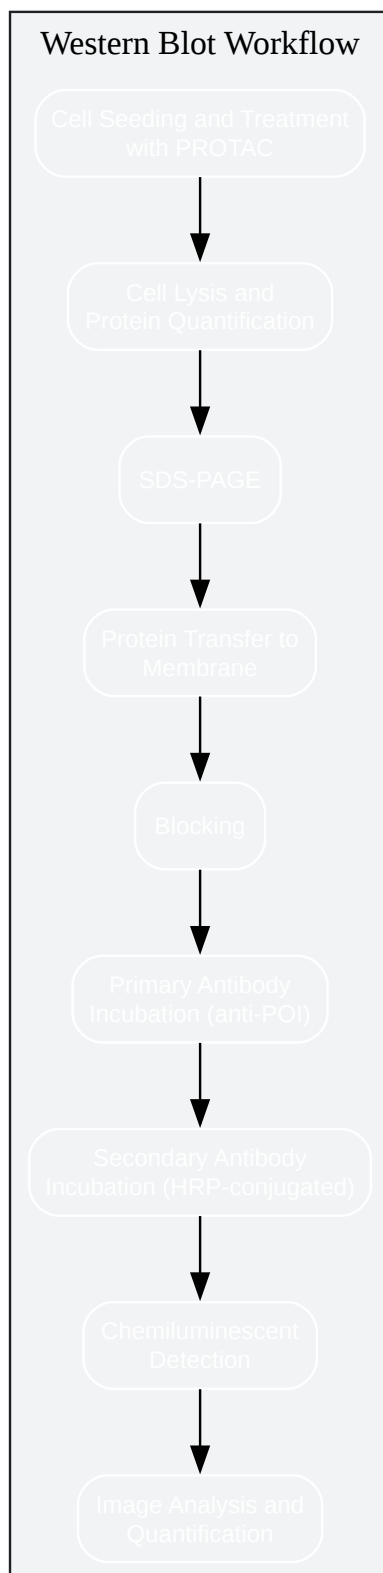 Western Blot Workflow
Cell Seeding and Treatment
with PROTAC
Cell Lysis and
Protein Quantification
SDS-PAGE
Protein Transfer to
Membrane
Blocking
Primary Antibody
Incubation (anti-POI)
Secondary Antibody
Incubation (HRP-conjugated)
Chemiluminescent
Detection
Image Analysis and
Quantification